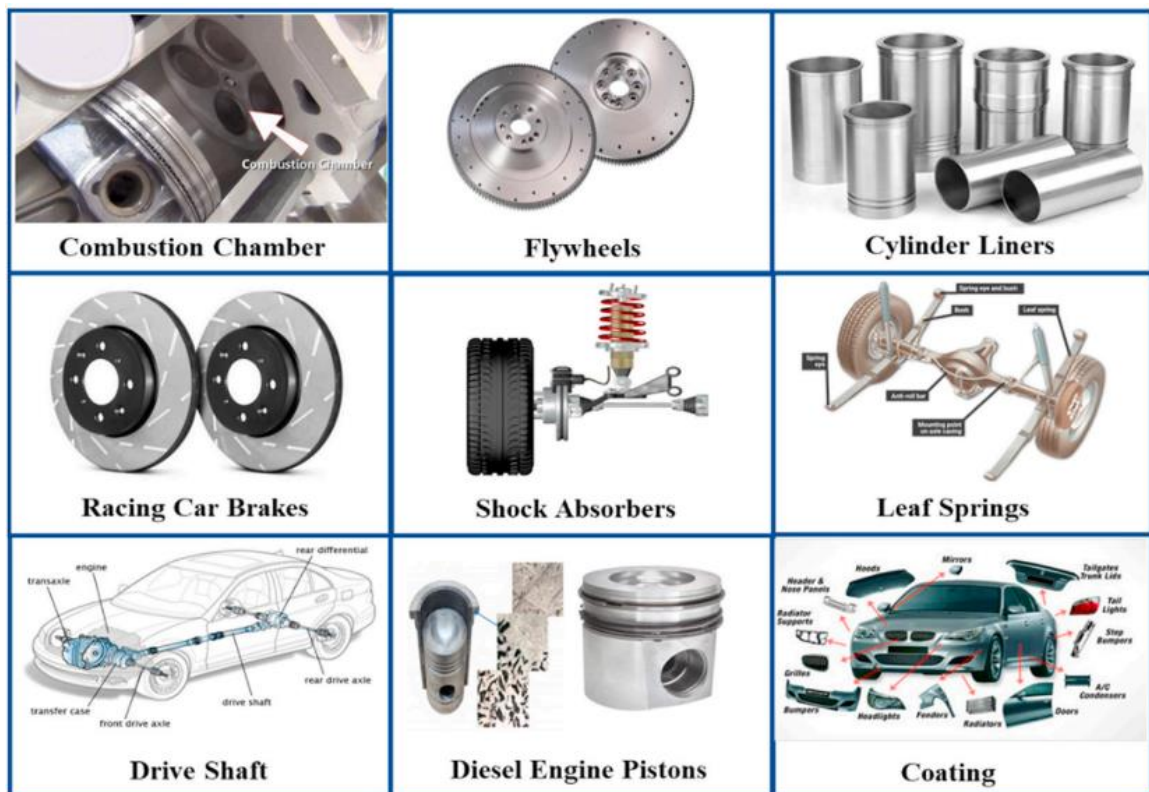 Combustion Chamber
Combustion Chamber
Flywheels
Cylinder Liners
Racing Car Brakes
Shock Absorbers
Spring eye and bush
Bush
Leaf spring
Spring
eye
Anti-roll bar
Mounting point
on axle casing
Leaf Springs
rear differential
engine
transaxle
rear drive axle
drive shaft
transfer case
front drive axle
Drive Shaft
Diesel Engine Pistons
Mirrors
Hoods
Tailgates
Trunk Lids
Header &
Nose Panels
Tail
Lights
Radiator
Supports
Step
Bumpers
Grilles
A/C
Condensers
Bumpers
Headlights
Fenders
Radiators
Doors
Coating